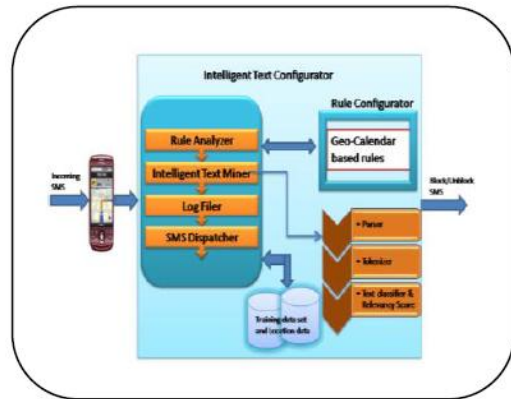 Intelligent Text Configurator
Rule Configurator
Rule Analyzer
Geo-Calendar
based rules
Incoming
SMS
Intelligent Text Miner
Block/Unblock
SMS
Log Filer
SMS Dispatcher
• Parser
• Tokenizer
• Text classifier &
Relevancy Score
Training data set
and Location data